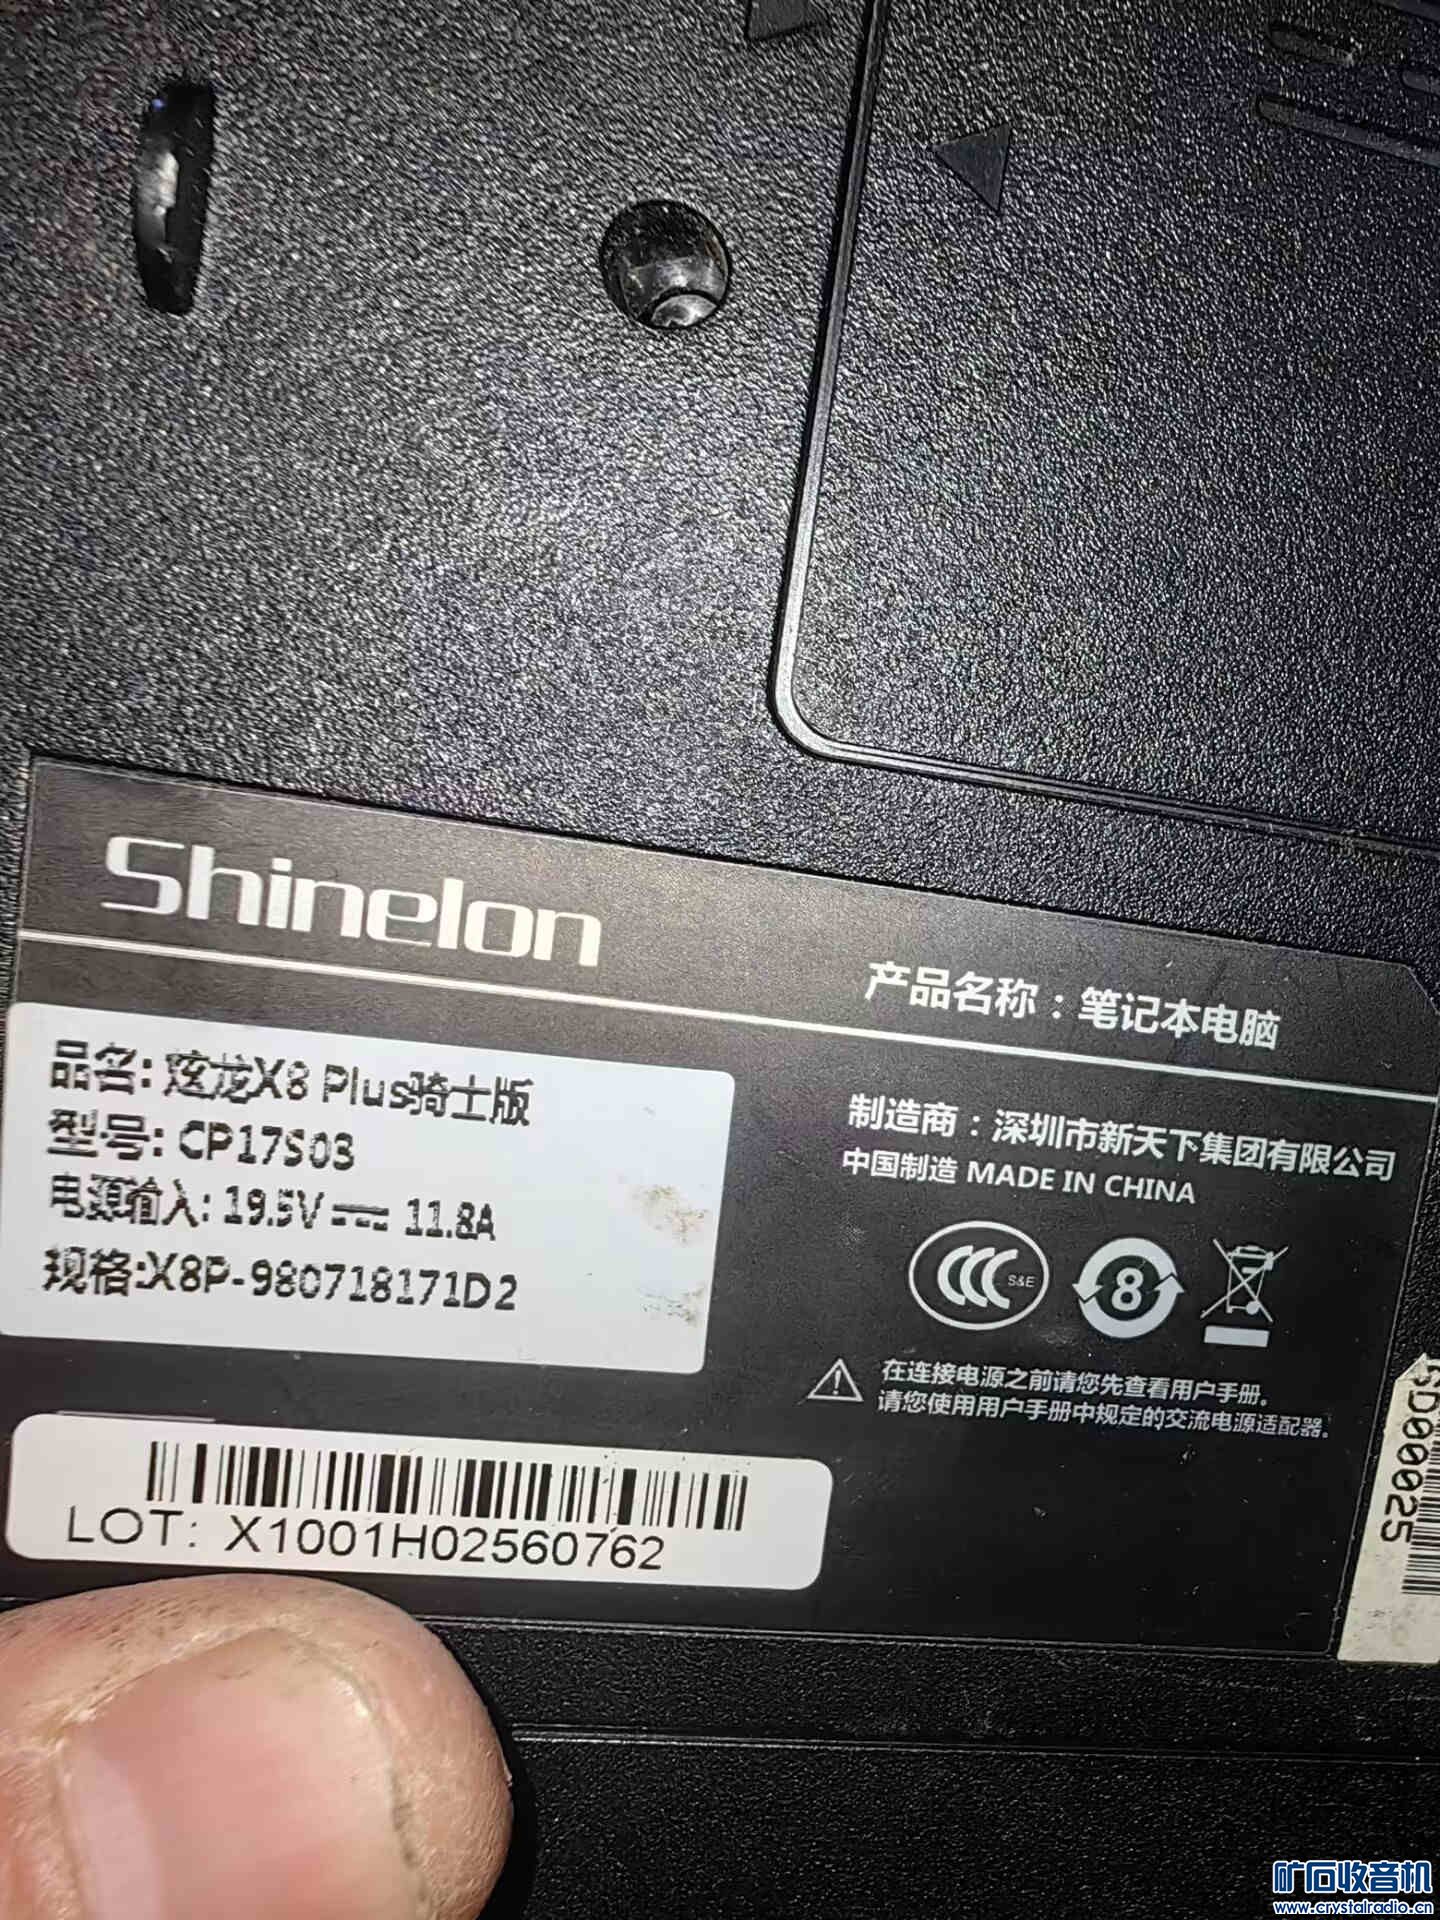 Shinelon
产品名称：笔记本电脑
品名: 炫龙X8 Plus骑士版
型号: CP17S03
电源输入: 19.5V 11.8A
规格:X8P-980718171D2
制造商：深圳市新天下集团有限公司
中国制造 MADE IN CHINA
CCC S&E
8
在连接电源之前请您先查看用户手册。
请您使用用户手册中规定的交流电源适配器。
LOT: X1001H02560762
SD000025
矿石收音机
www.crystalradio.cn